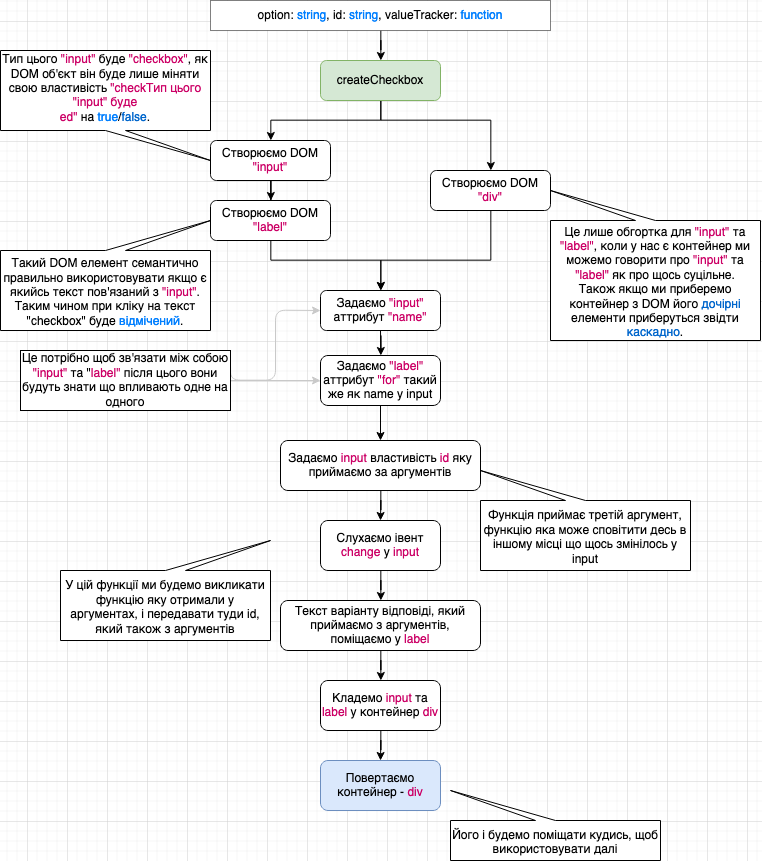 option: string, id: string, valueTracker: function
createCheckbox
Тип цього "input" буде "checkbox", як
DOM об'єкт він буде лише міняти
свою властивість "checkТип цього
"input" буде
ed" на true/false.
Створюємо DOM
"input"
Створюємо DOM
"div"
Створюємо DOM
"label"
Це лише обгортка для "input" та
"label", коли у нас є контейнер ми
можемо говорити про "input" та
"label" як про щось суцільне.
Також якщо ми приберемо
контейнер з DOM його дочірні
елементи приберуться звідти
каскадно.
Такий DOM елемент семантично
правильно використовувати якщо є
якийсь текст пов'язаний з "input".
Таким чином при кліку на текст
"checkbox" буде відмічений.
Задаємо "input"
аттрибут "name"
Це потрібно щоб зв'язати між собою
"input" та "label" після цього вони
будуть знати що впливають одне на
одного
Задаємо "label"
аттрибут "for" такий
же як name у input
Задаємо input властивість id яку
приймаємо за аргументів
Функція приймає третій аргумент,
функцію яка може сповітити десь в
іншому місці що щось змінілось у
input
Слухаємо івент
change у input
У цій функції ми будемо викликати
функцію яку отримали у
аргументах, і передавати туди id,
який також з аргументів
Текст варіанту відповіді, який
приймаємо з аргументів,
поміщаємо у label
Кладемо input та
label у контейнер div
Повертаємо
контейнер - div
Його і будемо поміщати кудись, щоб
використовувати далі